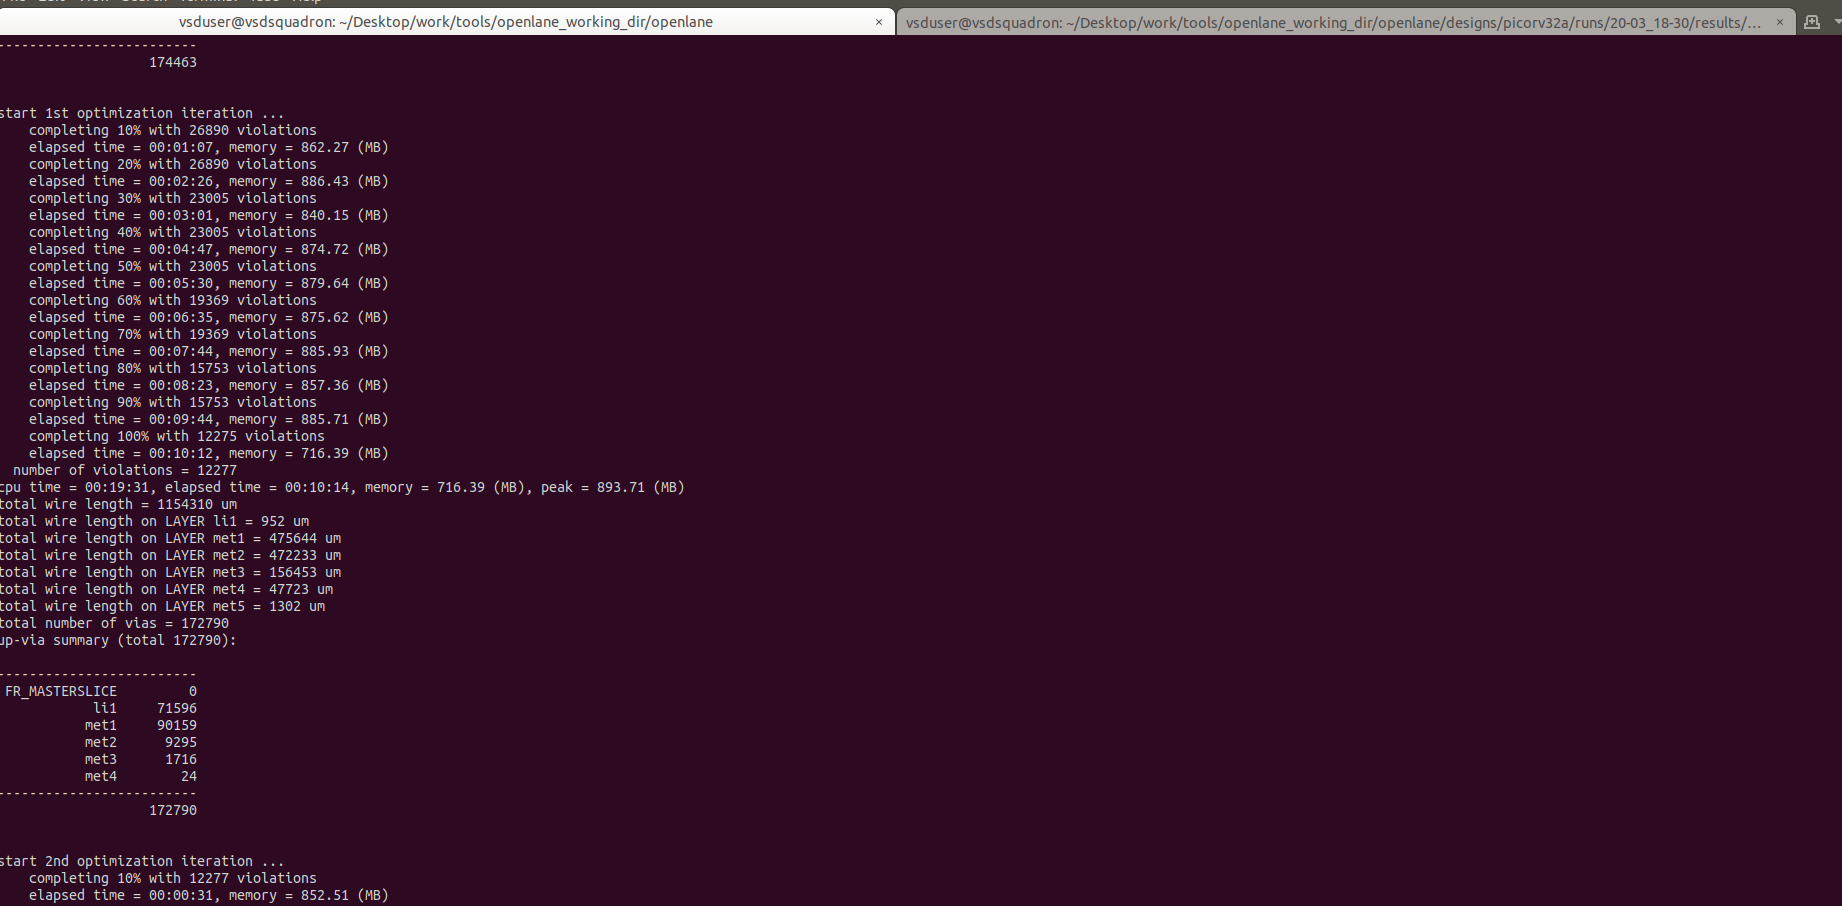 vsduser@vsdsquadron: ~/Desktop/work/tools/openlane_working_dir/openlane ×
vsduser@vsdsquadron: ~/Desktop/work/tools/openlane_working_dir/openlane/designs/picorv32a/runs/20-03_18-30/results/... ×
-------------------------
174463
start 1st optimization iteration ...
completing 10% with 26890 violations
elapsed time = 00:01:07, memory = 862.27 (MB)
completing 20% with 26890 violations
elapsed time = 00:02:26, memory = 886.43 (MB)
completing 30% with 23005 violations
elapsed time = 00:03:01, memory = 840.15 (MB)
completing 40% with 23005 violations
elapsed time = 00:04:47, memory = 874.72 (MB)
completing 50% with 23005 violations
elapsed time = 00:05:30, memory = 879.64 (MB)
completing 60% with 19369 violations
elapsed time = 00:06:35, memory = 875.62 (MB)
completing 70% with 19369 violations
elapsed time = 00:07:44, memory = 885.93 (MB)
completing 80% with 15753 violations
elapsed time = 00:08:23, memory = 857.36 (MB)
completing 90% with 15753 violations
elapsed time = 00:09:44, memory = 885.71 (MB)
completing 100% with 12275 violations
elapsed time = 00:10:12, memory = 716.39 (MB)
number of violations = 12277
cpu time = 00:19:31, elapsed time = 00:10:14, memory = 716.39 (MB), peak = 893.71 (MB)
total wire length = 1154310 um
total wire length on LAYER li1 = 952 um
total wire length on LAYER met1 = 475644 um
total wire length on LAYER met2 = 472233 um
total wire length on LAYER met3 = 156453 um
total wire length on LAYER met4 = 47723 um
total wire length on LAYER met5 = 1302 um
total number of vias = 172790
up-via summary (total 172790):
-------------------------
FR_MASTERSLICE 0
li1 71596
met1 90159
met2 9295
met3 1716
met4 24
-------------------------
172790
start 2nd optimization iteration ...
completing 10% with 12277 violations
elapsed time = 00:00:31, memory = 852.51 (MB)